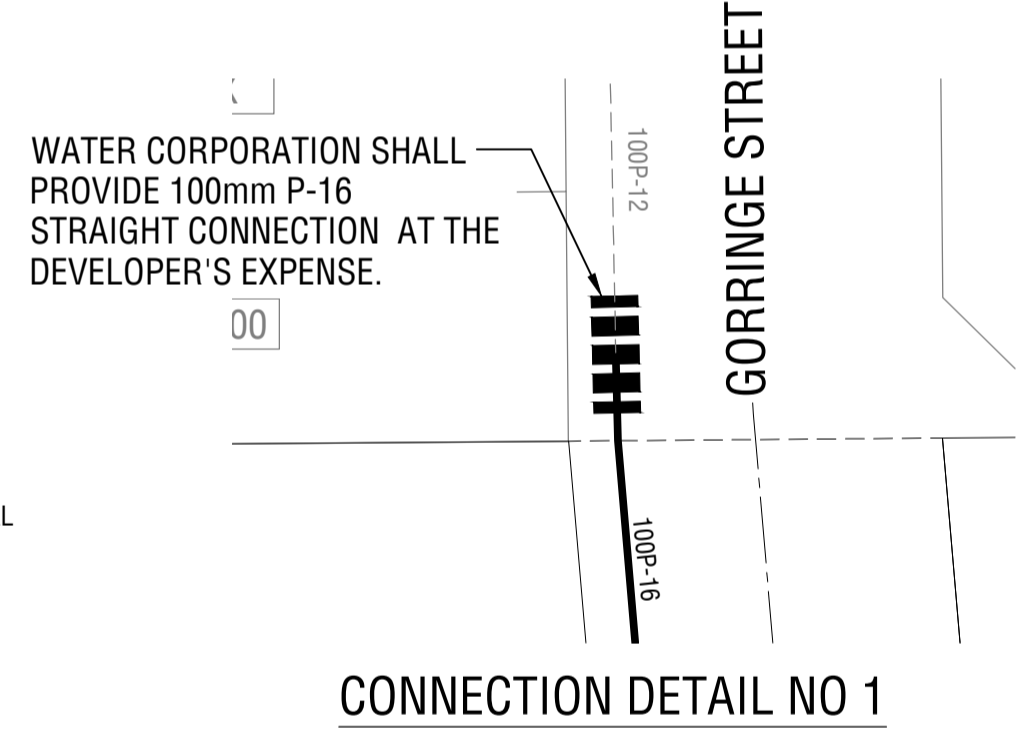 WATER CORPORATION SHALL
PROVIDE 100mm P-16
STRAIGHT CONNECTION AT THE
DEVELOPER'S EXPENSE.
100P-12
GORRINGE STREET
00
L
100P-16
CONNECTION DETAIL NO 1